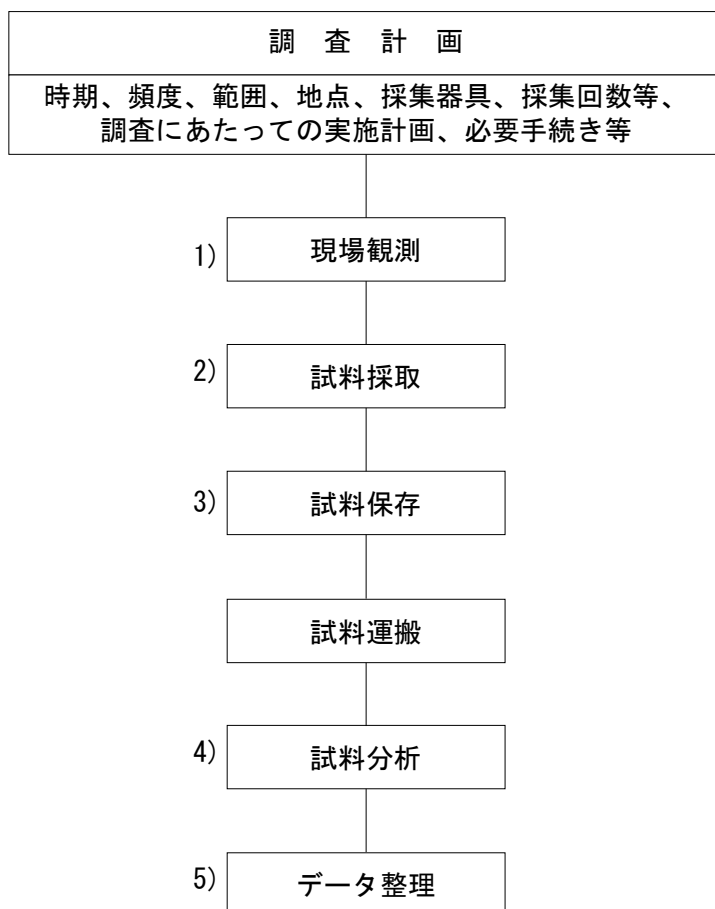 調　査　計　画
時期、頻度、範囲、地点、採集器具、採集回数等、
調査にあたっての実施計画、必要手続き等
1) 現場観測
2) 試料採取
3) 試料保存
試料運搬
4) 試料分析
5) データ整理